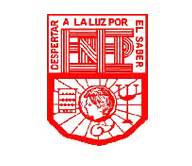 DESPERTAR
A LA LUZ POR
EL SABER
ENP